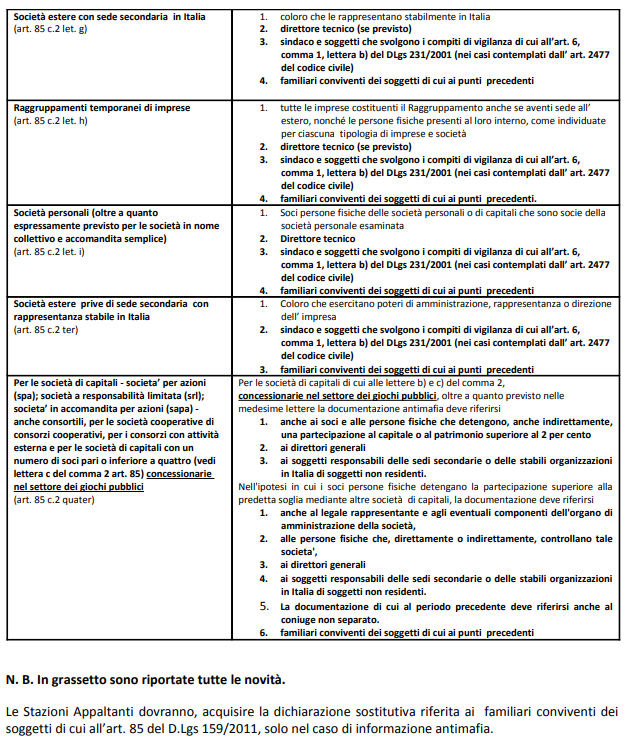 Società estere con sede secondaria in Italia
(art. 85 c.2 let. g)
1. coloro che le rappresentano stabilmente in Italia
2. direttore tecnico (se previsto)
3. sindaco e soggetti che svolgono i compiti di vigilanza di cui all'art. 6,
comma 1, lettera b) del DLgs 231/2001 (nei casi contemplati dall' art. 2477
del codice civile)
4. familiari conviventi dei soggetti di cui ai punti precedenti
Raggruppamenti temporanei di imprese
(art. 85 c.2 let. h)
1. tutte le imprese costituenti il Raggruppamento anche se aventi sede all'
estero, nonché le persone fisiche presenti al loro interno, come individuate
per ciascuna tipologia di imprese e società
2. direttore tecnico (se previsto)
3. sindaco e soggetti che svolgono i compiti di vigilanza di cui all'art. 6,
comma 1, lettera b) del DLgs 231/2001 (nei casi contemplati dall' art. 2477
del codice civile)
4. familiari conviventi dei soggetti di cui ai punti precedenti.
Società personali (oltre a quanto
espressamente previsto per le società in nome
collettivo e accomandita semplice)
(art. 85 c.2 let. i)
1. Soci persone fisiche delle società personali o di capitali che sono socie della
società personale esaminata
2. Direttore tecnico
3. sindaco e soggetti che svolgono i compiti di vigilanza di cui all'art. 6,
comma 1, lettera b) del DLgs 231/2001 (nei casi contemplati dall' art. 2477
del codice civile)
4. familiari conviventi dei soggetti di cui ai punti precedenti
Società estere prive di sede secondaria con
rappresentanza stabile in Italia
(art. 85 c.2 ter)
1. Coloro che esercitano poteri di amministrazione, rappresentanza o direzione
dell' impresa
2. sindaco e soggetti che svolgono i compiti di vigilanza di cui all'art. 6,
comma 1, lettera b) del DLgs 231/2001 (nei casi contemplati dall' art. 2477
del codice civile)
3. familiari conviventi dei soggetti di cui ai punti precedenti
Per le società di capitali - societa' per azioni
(spa); società a responsabilità limitata (srl);
societa' in accomandita per azioni (sapa) -
anche consortili, per le società cooperative di
consorzi cooperativi, per i consorzi con attività
esterna e per le società di capitali con un
numero di soci pari o inferiore a quattro (vedi
lettera c del comma 2 art. 85) concessionarie
nel settore dei giochi pubblici
(art. 85 c.2 quater)
Per le società di capitali di cui alle lettere b) e c) del comma 2,
concessionarie nel settore dei giochi pubblici, oltre a quanto previsto nelle
medesime lettere la documentazione antimafia deve riferirsi
1. anche ai soci e alle persone fisiche che detengono, anche indirettamente,
una partecipazione al capitale o al patrimonio superiore al 2 per cento
2. ai direttori generali
3. ai soggetti responsabili delle sedi secondarie o delle stabili organizzazioni
in Italia di soggetti non residenti.
Nell'ipotesi in cui i soci persone fisiche detengano la partecipazione superiore alla
predetta soglia mediante altre società di capitali, la documentazione deve riferirsi
1. anche al legale rappresentante e agli eventuali componenti dell'organo di
amministrazione della società,
2. alle persone fisiche che, direttamente o indirettamente, controllano tale
societa',
3. ai direttori generali
4. ai soggetti responsabili delle sedi secondarie o delle stabili organizzazioni
in Italia di soggetti non residenti.
5. La documentazione di cui al periodo precedente deve riferirsi anche al
coniuge non separato.
6. familiari conviventi dei soggetti di cui ai punti precedenti
N. B. In grassetto sono riportate tutte le novità.
Le Stazioni Appaltanti dovranno, acquisire la dichiarazione sostitutiva riferita ai familiari conviventi dei
soggetti di cui all'art. 85 del D.Lgs 159/2011, solo nel caso di informazione antimafia.